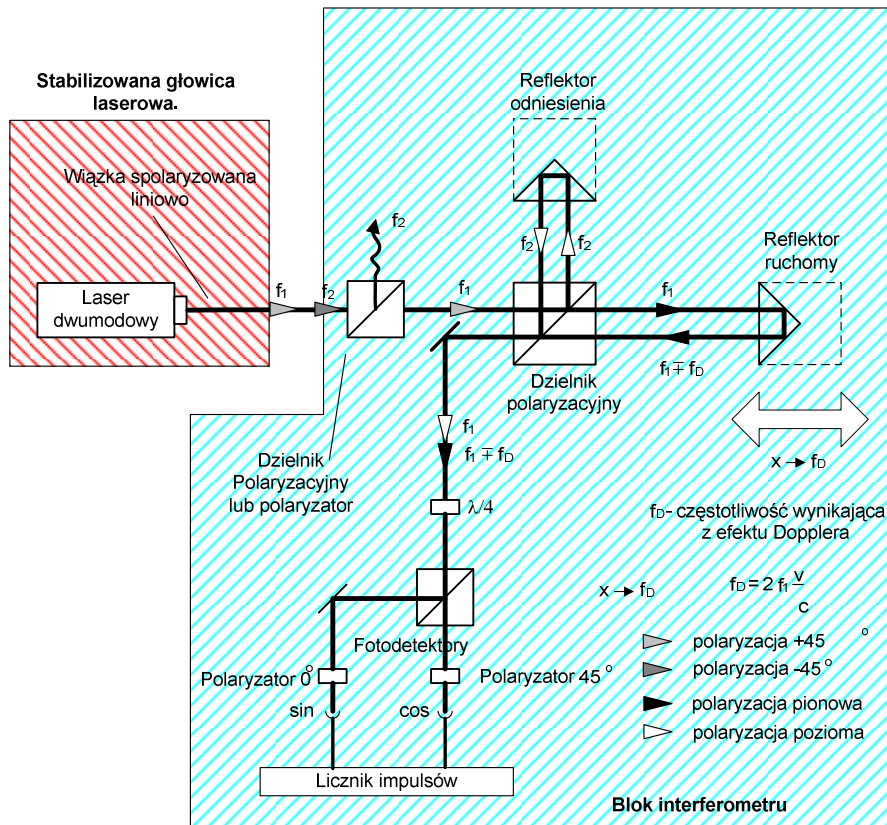 Stabilizowana głowica
laserowa.
Wiązka spolaryzowana
liniowo
Laser
dwumodowy
f1
f2
f2
f1
Reflektor
odniesienia
f2
f2
f1
Reflektor
ruchomy
f1∓fD
Dzielnik
polaryzacyjny
x → fD
Dzielnik
Polaryzacyjny
lub polaryzator
f1
f1 ∓ fD
λ/4
fD- częstotliwość wynikająca
z efektu Dopplera
x → fD
fD = 2 f1 v/c
Fotodetektory
Polaryzator 0°
Polaryzator 45°
sin
cos
Licznik impulsów
polaryzacja +45°
polaryzacja -45°
polaryzacja pionowa
polaryzacja pozioma
Blok interferometru